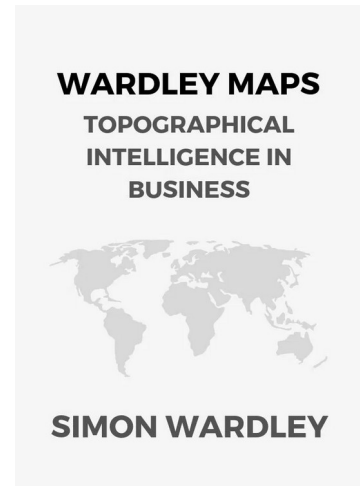 WARDLEY MAPS
TOPOGRAPHICAL
INTELLIGENCE IN
BUSINESS
SIMON WARDLEY